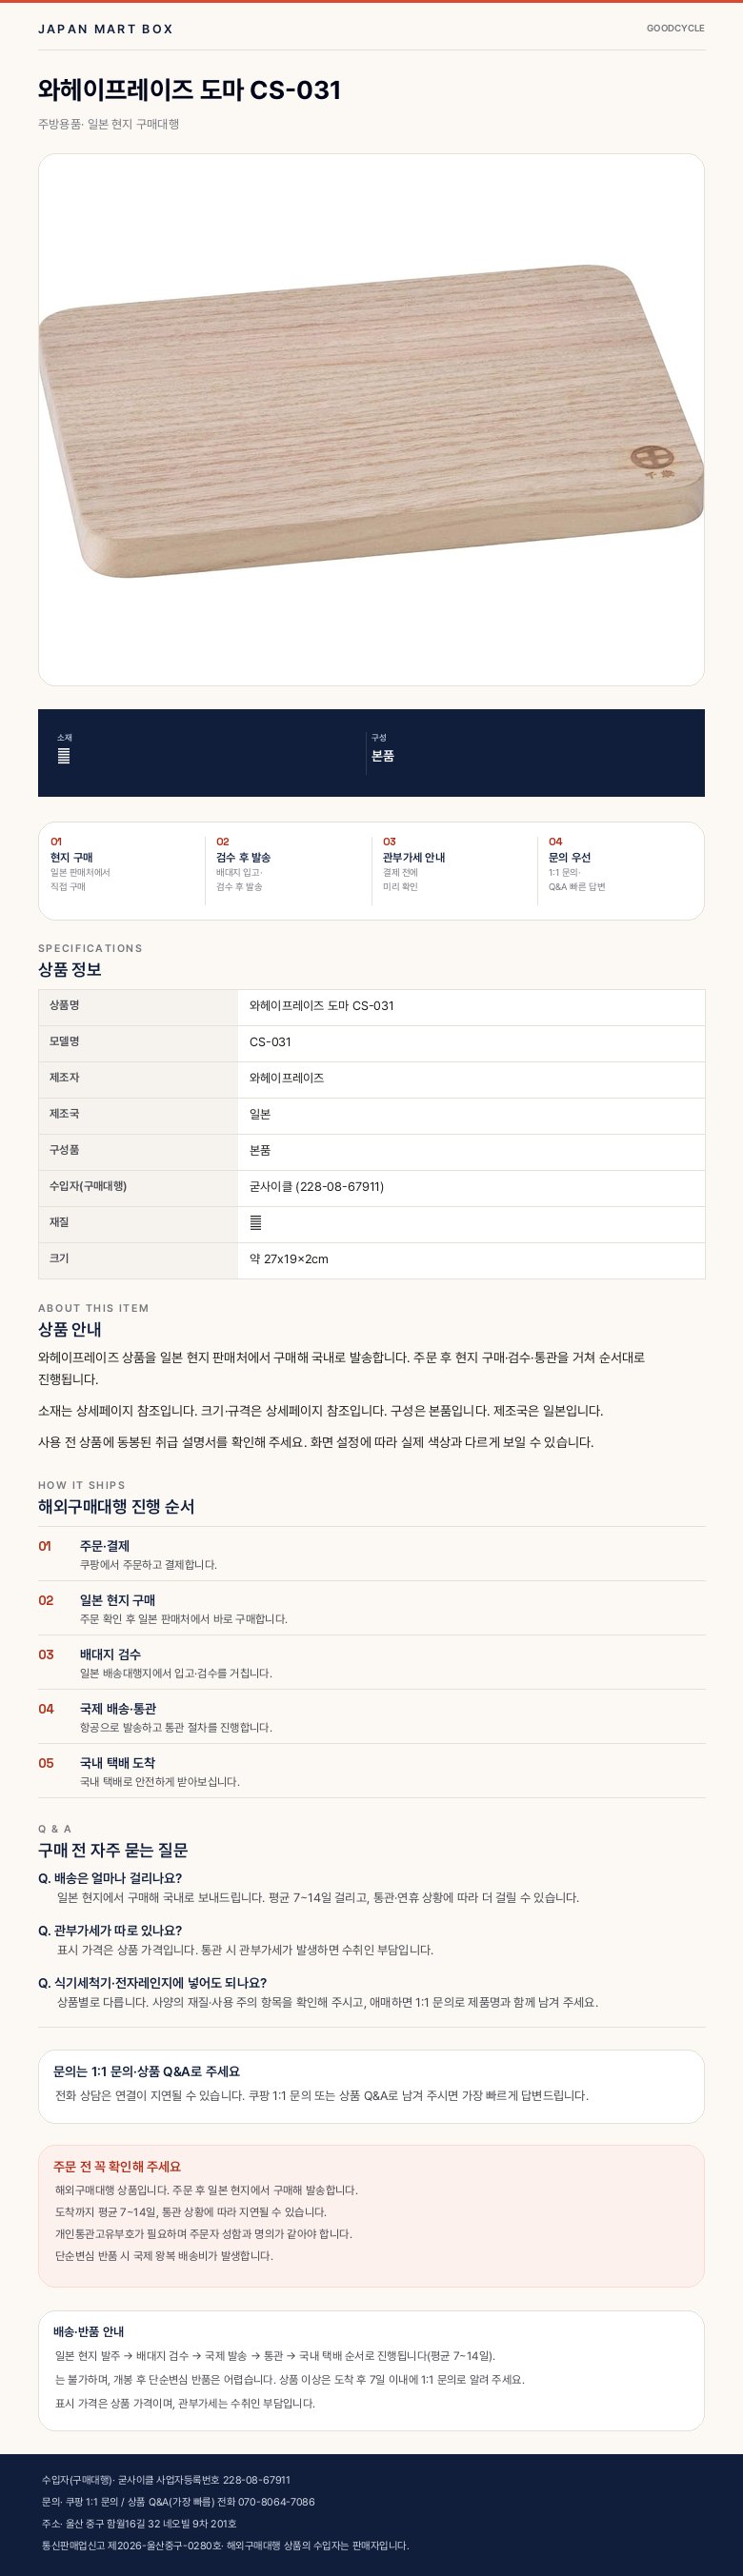 JAPAN MART BOX
GOODCYCLE
와헤이프레이즈 도마 CS-031
주방용품· 일본 현지 구매대행
소재
구성
본품
01
현지 구매
일본 판매처에서
직접 구매
02
검수 후 발송
배대지 입고·
검수 후 발송
03
관부가세 안내
결제 전에
미리 확인
04
문의 우선
1:1 문의·
Q&A 빠른 답변
SPECIFICATIONS
상품 정보
상품명 와헤이프레이즈 도마 CS-031
모델명 CS-031
제조자 와헤이프레이즈
제조국 일본
구성품 본품
수입자(구매대행) 굳사이클 (228-08-67911)
재질
크기 약 27x19×2cm
ABOUT THIS ITEM
상품 안내
와헤이프레이즈 상품을 일본 현지 판매처에서 구매해 국내로 발송합니다. 주문 후 현지 구매·검수·통관을 거쳐 순서대로
진행됩니다.
소재는 상세페이지 참조입니다. 크기·규격은 상세페이지 참조입니다. 구성은 본품입니다. 제조국은 일본입니다.
사용 전 상품에 동봉된 취급 설명서를 확인해 주세요. 화면 설정에 따라 실제 색상과 다르게 보일 수 있습니다.
HOW IT SHIPS
해외구매대행 진행 순서
01 주문·결제
쿠팡에서 주문하고 결제합니다.
02 일본 현지 구매
주문 확인 후 일본 판매처에서 바로 구매합니다.
03 배대지 검수
일본 배송대행지에서 입고·검수를 거칩니다.
04 국제 배송·통관
항공으로 발송하고 통관 절차를 진행합니다.
05 국내 택배 도착
국내 택배로 안전하게 받아보십니다.
Q & A
구매 전 자주 묻는 질문
Q. 배송은 얼마나 걸리나요?
일본 현지에서 구매해 국내로 보내드립니다. 평균 7~14일 걸리고, 통관·연휴 상황에 따라 더 걸릴 수 있습니다.
Q. 관부가세가 따로 있나요?
표시 가격은 상품 가격입니다. 통관 시 관부가세가 발생하면 수취인 부담입니다.
Q. 식기세척기·전자레인지에 넣어도 되나요?
상품별로 다릅니다. 사양의 재질·사용 주의 항목을 확인해 주시고, 애매하면 1:1 문의로 제품명과 함께 남겨 주세요.
문의는 1:1 문의·상품 Q&A로 주세요
전화 상담은 연결이 지연될 수 있습니다. 쿠팡 1:1 문의 또는 상품 Q&A로 남겨 주시면 가장 빠르게 답변드립니다.
주문 전 꼭 확인해 주세요
해외구매대행 상품입니다. 주문 후 일본 현지에서 구매해 발송합니다.
도착까지 평균 7~14일, 통관 상황에 따라 지연될 수 있습니다.
개인통관고유부호가 필요하며 주문자 성함과 명의가 같아야 합니다.
단순변심 반품 시 국제 왕복 배송비가 발생합니다.
배송·반품 안내
일본 현지 발주 → 배대지 검수 → 국제 발송 → 통관 → 국내 택배 순서로 진행됩니다(평균 7~14일).
는 불가하며, 개봉 후 단순변심 반품은 어렵습니다. 상품 이상은 도착 후 7일 이내에 1:1 문의로 알려 주세요.
표시 가격은 상품 가격이며, 관부가세는 수취인 부담입니다.
수입자(구매대행)· 굳사이클 사업자등록번호 228-08-67911
문의· 쿠팡 1:1 문의 / 상품 Q&A(가장 빠름) 전화 070-8064-7086
주소· 울산 중구 함월16길 32 네오빌 9차 201호
통신판매업신고 제2026-울산중구-0280호· 해외구매대행 상품의 수입자는 판매자입니다.